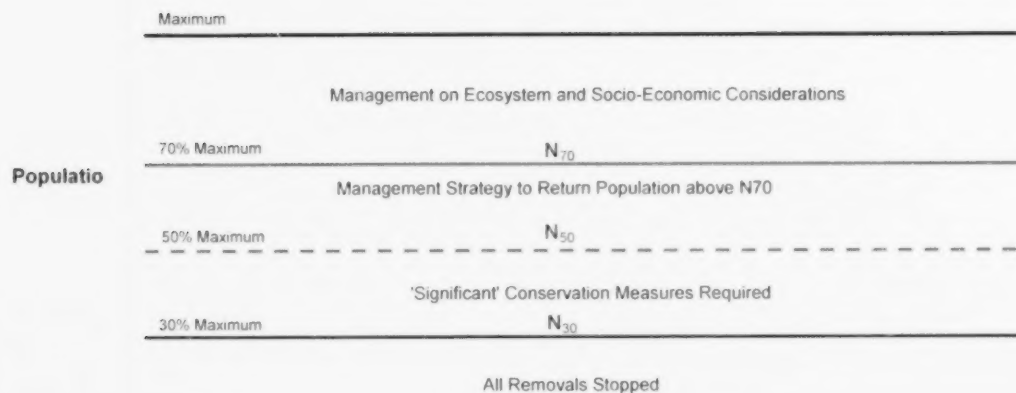 Maximum
Management on Ecosystem and Socio-Economic Considerations
70% Maximum N70
Populatio
Management Strategy to Return Population above N70
50% Maximum N50
'Significant' Conservation Measures Required
30% Maximum N30
All Removals Stopped